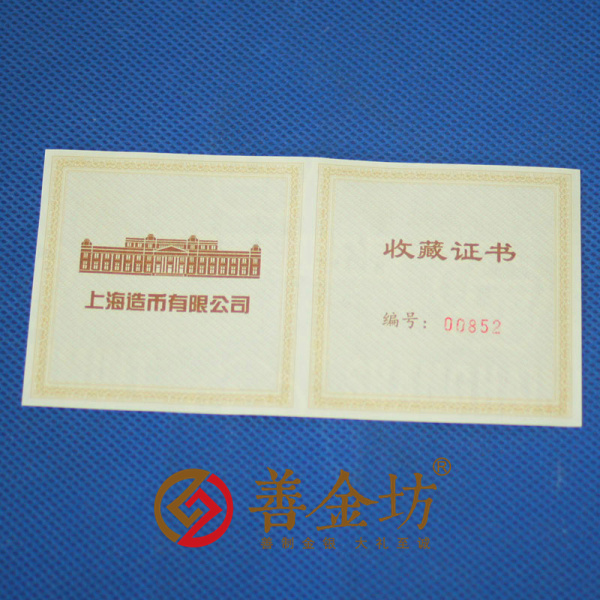 上海造币有限公司
收藏证书
编号：00852
善金坊®